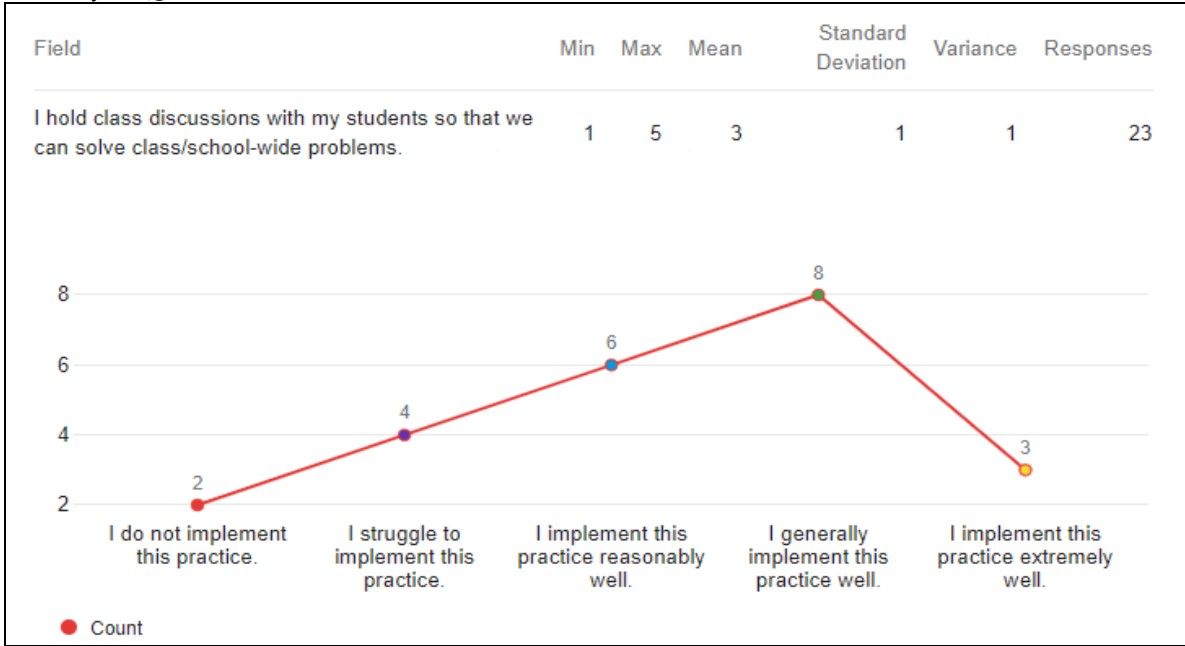 Field Min Max Mean Standard Deviation Variance Responses
I hold class discussions with my students so that we
can solve class/school-wide problems. 1 5 3 1 1 23
8
6
4
2
2
4
6
8
3
I do not implement
this practice.
I struggle to
implement this
practice.
I implement this
practice reasonably
well.
I generally
implement this
practice well.
I implement this
practice extremely
well.
Count